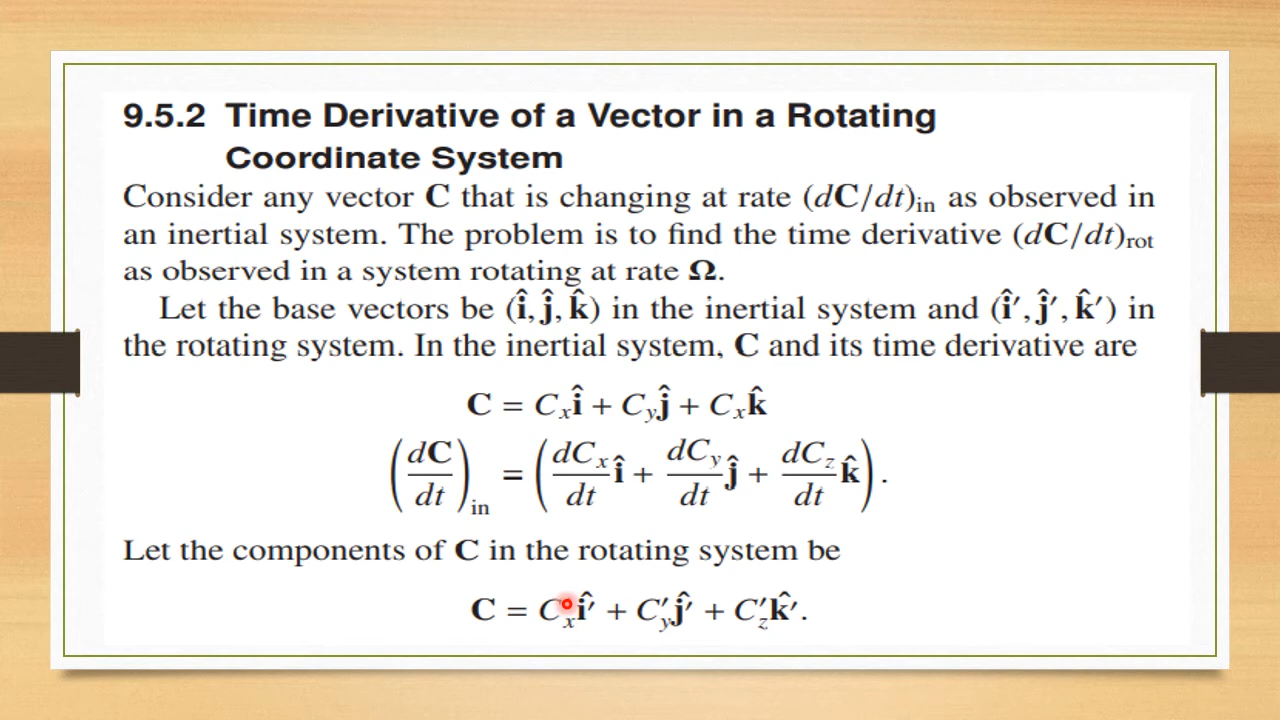 9.5.2 Time Derivative of a Vector in a Rotating
Coordinate System
Consider any vector C that is changing at rate (dC/dt)in as observed in
an inertial system. The problem is to find the time derivative (dC/dt)rot
as observed in a system rotating at rate Ω.
Let the base vectors be (î, ĵ, k̂) in the inertial system and (î′, ĵ′, k̂′) in
the rotating system. In the inertial system, C and its time derivative are
C = Cxî + Cyĵ + Cxk̂
(dC/dt)in = (dCx/dt î + dCy/dt ĵ + dCz/dt k̂).
Let the components of C in the rotating system be
C = Cxî′ + C′yĵ′ + C′zk̂′.